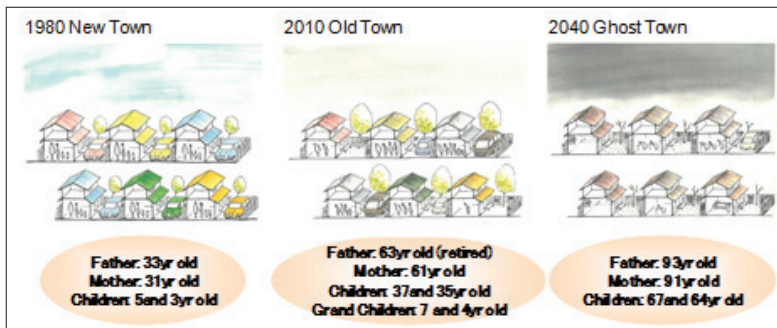 1980 New Town
2010 Old Town
2040 Ghost Town
Father: 33yr old
Mother: 31yr old
Children: 5and 3yr old
Father: 63yr old (retired)
Mother: 61yr old
Children: 37and 35yr old
Grand Children: 7 and 4yr old
Father: 93yr old
Mother: 91yr old
Children: 67and 64yr old